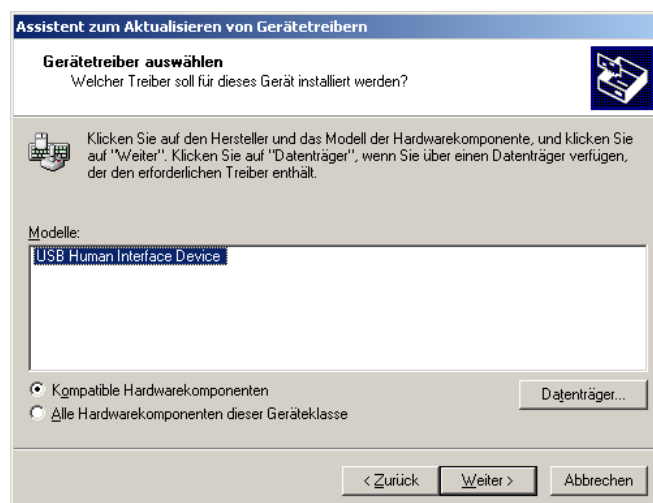 Assistent zum Aktualisieren von Gerätetreibern
Gerätetreiber auswählen
Welcher Treiber soll für dieses Gerät installiert werden?
Klicken Sie auf den Hersteller und das Modell der Hardwarekomponente, und klicken Sie
auf "Weiter". Klicken Sie auf "Datenträger", wenn Sie über einen Datenträger verfügen,
der den erforderlichen Treiber enthält.
Modelle:
USB Human Interface Device
Kompatible Hardwarekomponenten
Alle Hardwarekomponenten dieser Geräteklasse
Datenträger...
< Zurück
Weiter >
Abbrechen